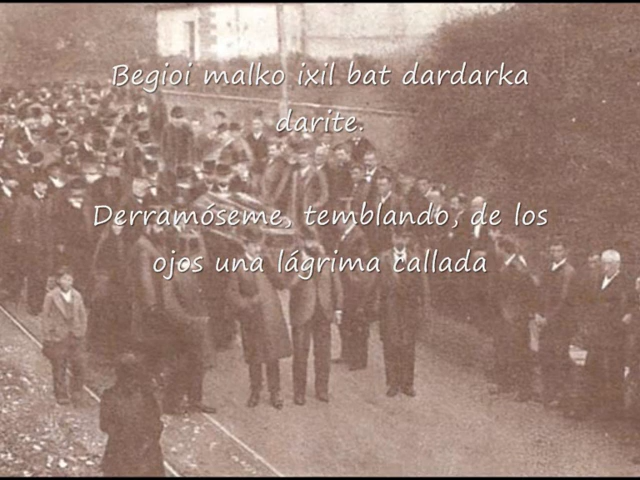 Begioi malko ixil bat dardarka
darite.
Derramóseme, temblando, de los
ojos una lágrima callada